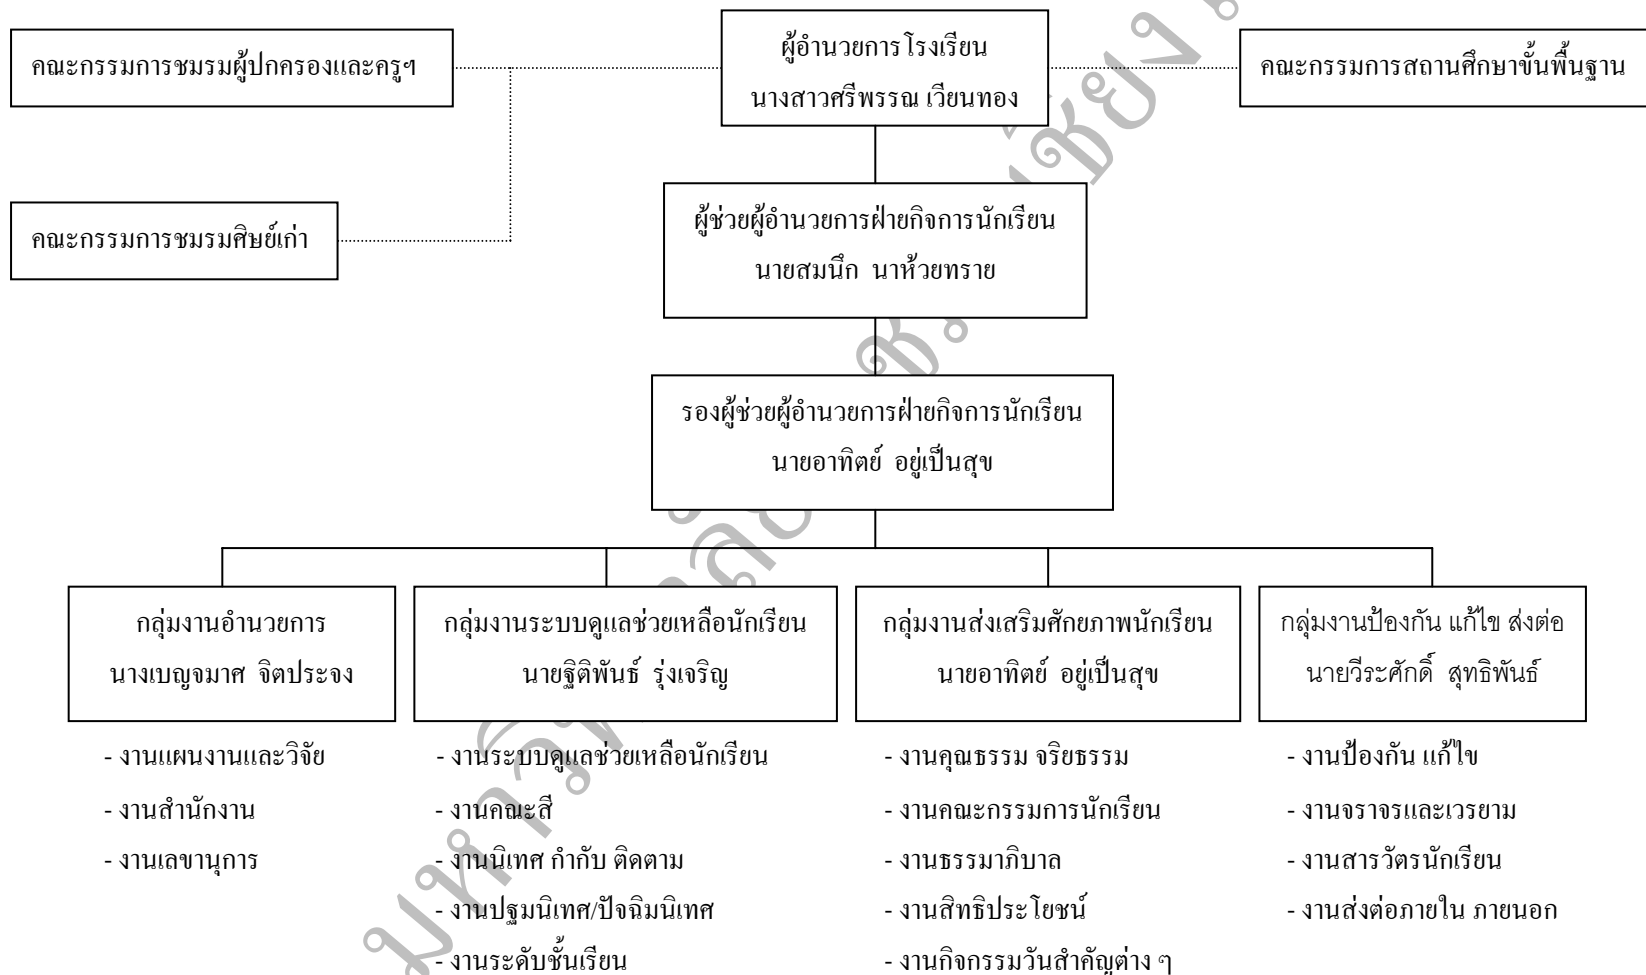 คณะกรรมการชมรมผู้ปกครองและครูฯ
ผู้อำนวยการโรงเรียน
นางสาวศรีพรรณ เวียนทอง
คณะกรรมการสถานศึกษาขั้นพื้นฐาน
คณะกรรมการชมรมศิษย์เก่า
ผู้ช่วยผู้อำนวยการฝ่ายกิจการนักเรียน
นายสมนึก นาห้วยทราย
รองผู้ช่วยผู้อำนวยการฝ่ายกิจการนักเรียน
นายอาทิตย์ อยู่เป็นสุข
กลุ่มงานอำนวยการ
นางเบญจมาศ จิตประจง
- งานแผนงานและวิจัย
- งานสำนักงาน
- งานเลขานุการ
กลุ่มงานระบบดูแลช่วยเหลือนักเรียน
นายฐิติพันธ์ รุ่งเจริญ
- งานระบบดูแลช่วยเหลือนักเรียน
- งานคณะสี
- งานนิเทศ กำกับ ติดตาม
- งานปฐมนิเทศ/ปัจฉิมนิเทศ
- งานระดับชั้นเรียน
กลุ่มงานส่งเสริมศักยภาพนักเรียน
นายอาทิตย์ อยู่เป็นสุข
- งานคุณธรรม จริยธรรม
- งานคณะกรรมการนักเรียน
- งานธรรมาภิบาล
- งานสิทธิประโยชน์
- งานกิจกรรมวันสำคัญต่าง ๆ
กลุ่มงานป้องกัน แก้ไข ส่งต่อ
นายวีระศักดิ์ สุทธิพันธ์
- งานป้องกัน แก้ไข
- งานจราจรและเวรยาม
- งานสารวัตรนักเรียน
- งานส่งต่อภายใน ภายนอก